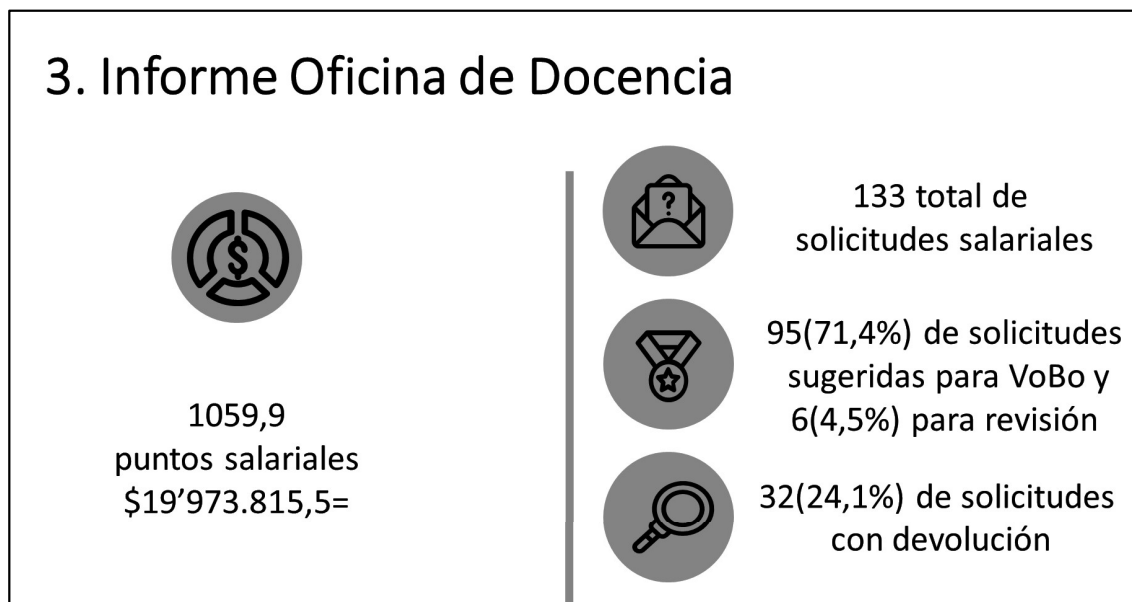 3. Informe Oficina de Docencia
1059,9
puntos salariales
$19’973.815,5=
$
?
133 total de
solicitudes salariales
95(71,4%) de solicitudes
sugeridas para VoBo y
6(4,5%) para revisión
32(24,1%) de solicitudes
con devolución